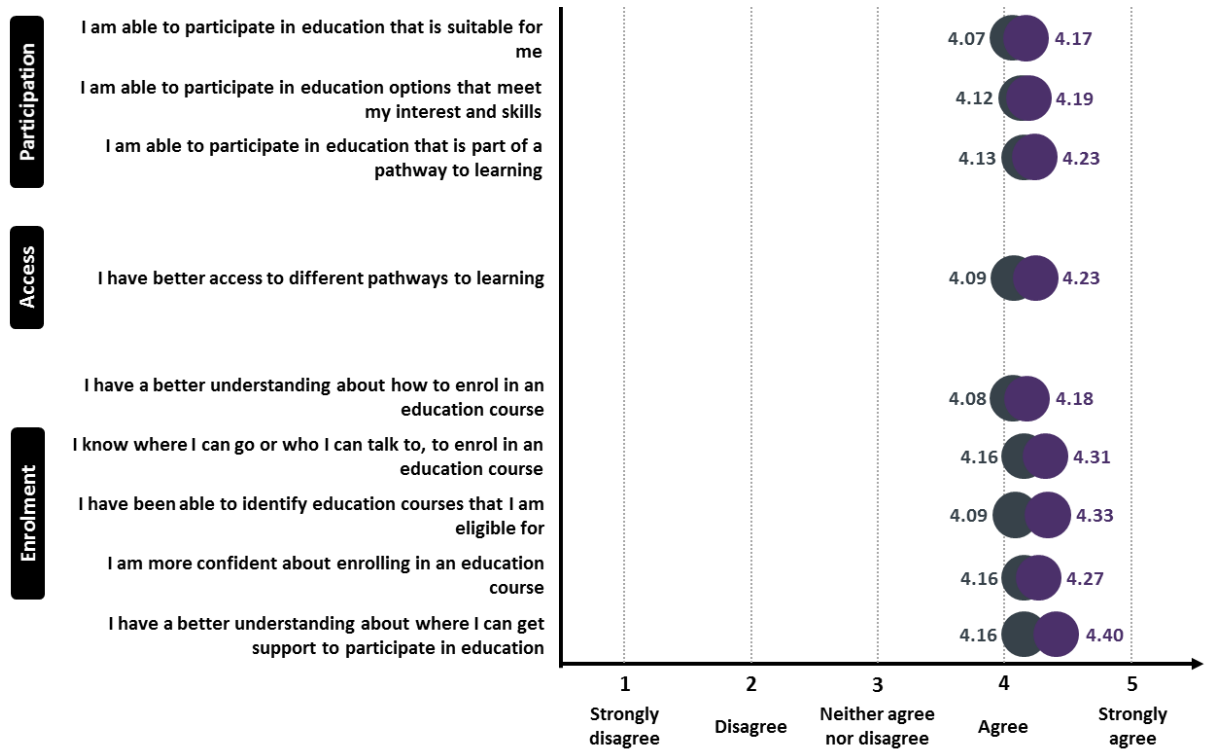 Participation
I am able to participate in education that is suitable for
me
4.07
4.17
I am able to participate in education options that meet
my interest and skills
4.12
4.19
I am able to participate in education that is part of a
pathway to learning
4.13
4.23
Access
I have better access to different pathways to learning
4.09
4.23
Enrolment
I have a better understanding about how to enrol in an
education course
4.08
4.18
I know where I can go or who I can talk to, to enrol in an
education course
4.16
4.31
I have been able to identify education courses that I am
eligible for
4.09
4.33
I am more confident about enrolling in an education
course
4.16
4.27
I have a better understanding about where I can get
support to participate in education
4.16
4.40
1
2
3
4
5
Strongly
disagree
Disagree
Neither agree
nor disagree
Agree
Strongly
agree